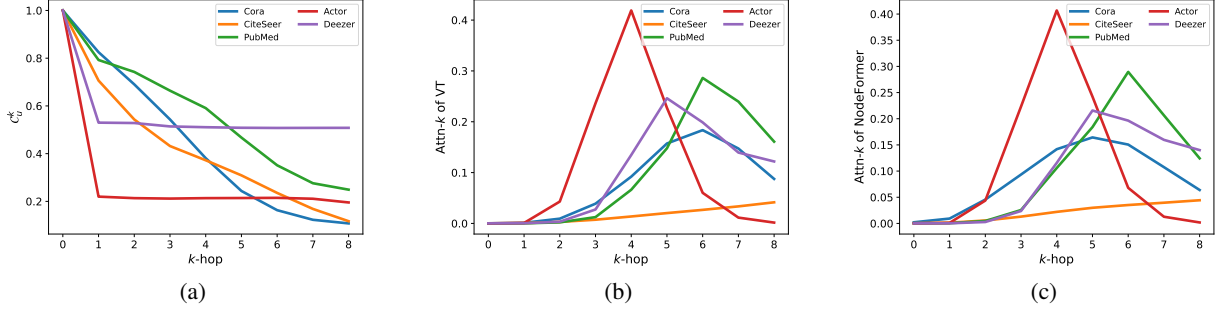 1.0
0.8
0.6
0.4
0.2
C_u^k
0 1 2 3 4 5 6 7 8
k-hop
Cora
CiteSeer
PubMed
Actor
Deezer
(a)
0.4
0.3
0.2
0.1
0.0
Attn-k of VT
0 1 2 3 4 5 6 7 8
k-hop
Cora
CiteSeer
PubMed
Actor
Deezer
(b)
0.40
0.35
0.30
0.25
0.20
0.15
0.10
0.05
0.00
Attn-k of NodeFormer
0 1 2 3 4 5 6 7 8
k-hop
Cora
CiteSeer
PubMed
Actor
Deezer
(c)